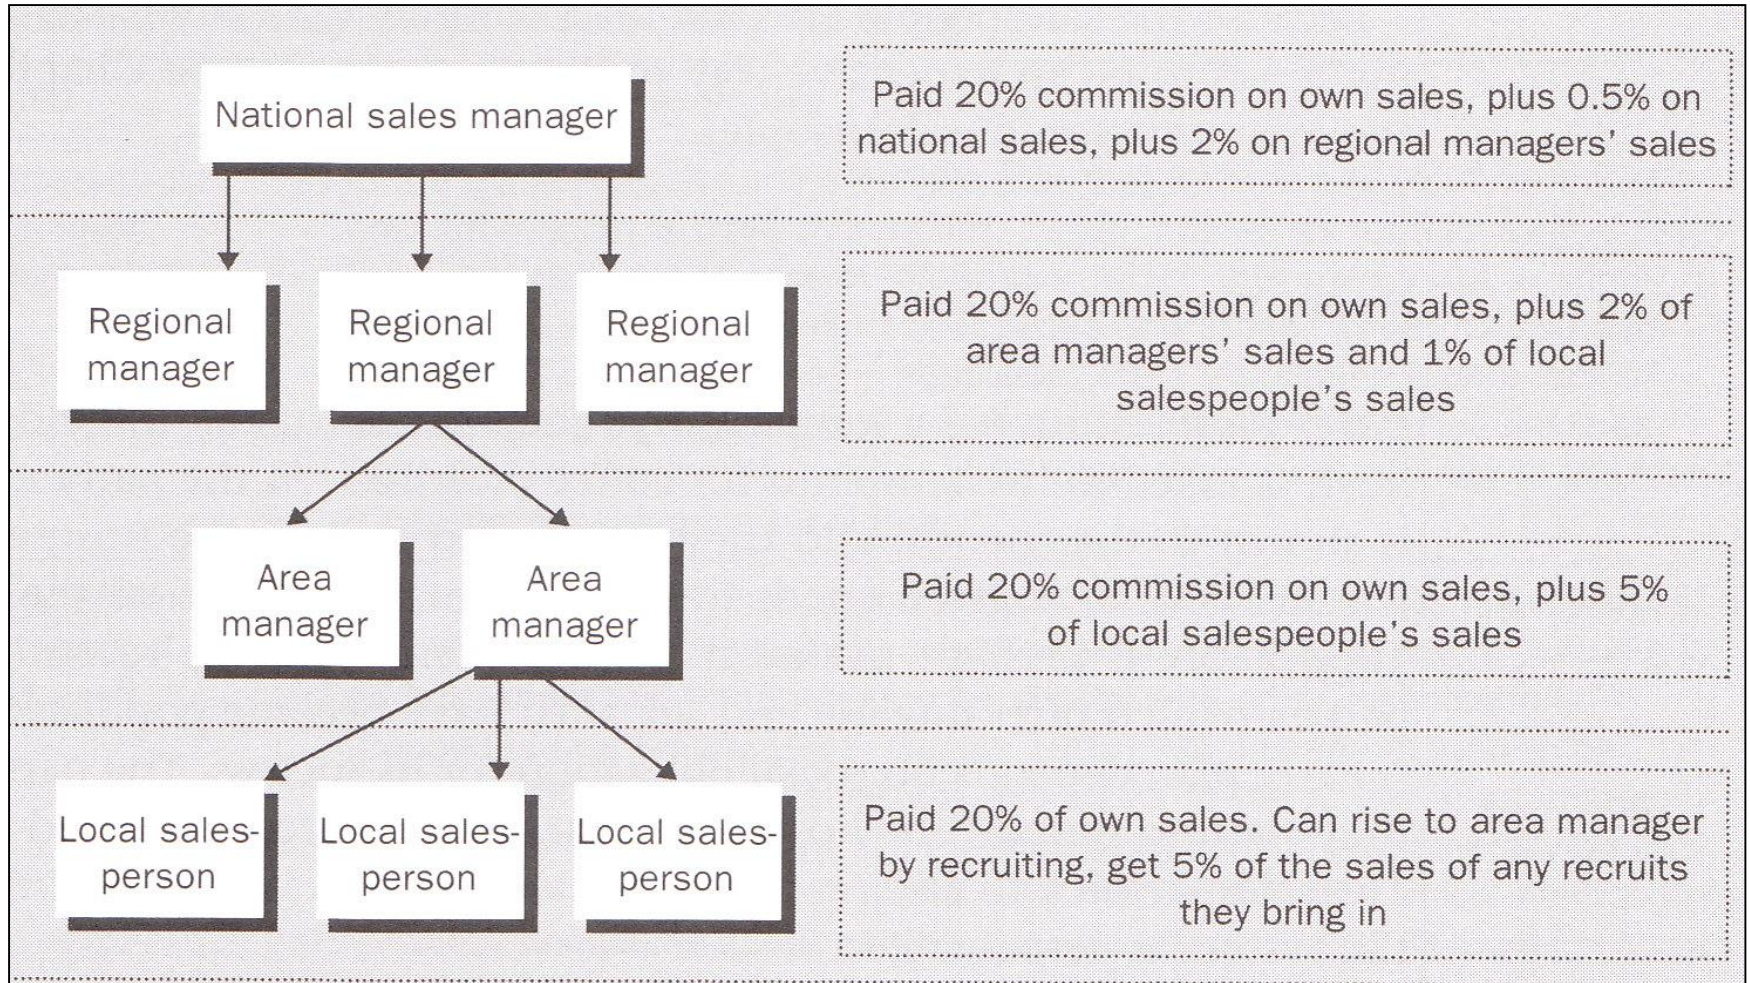 National sales manager
Paid 20% commission on own sales, plus 0.5% on
national sales, plus 2% on regional managers’ sales
Regional
manager
Regional
manager
Regional
manager
Paid 20% commission on own sales, plus 2% of
area managers’ sales and 1% of local
salespeople’s sales
Area
manager
Area
manager
Paid 20% commission on own sales, plus 5%
of local salespeople’s sales
Local sales-
person
Local sales-
person
Local sales-
person
Paid 20% of own sales. Can rise to area manager
by recruiting, get 5% of the sales of any recruits
they bring in